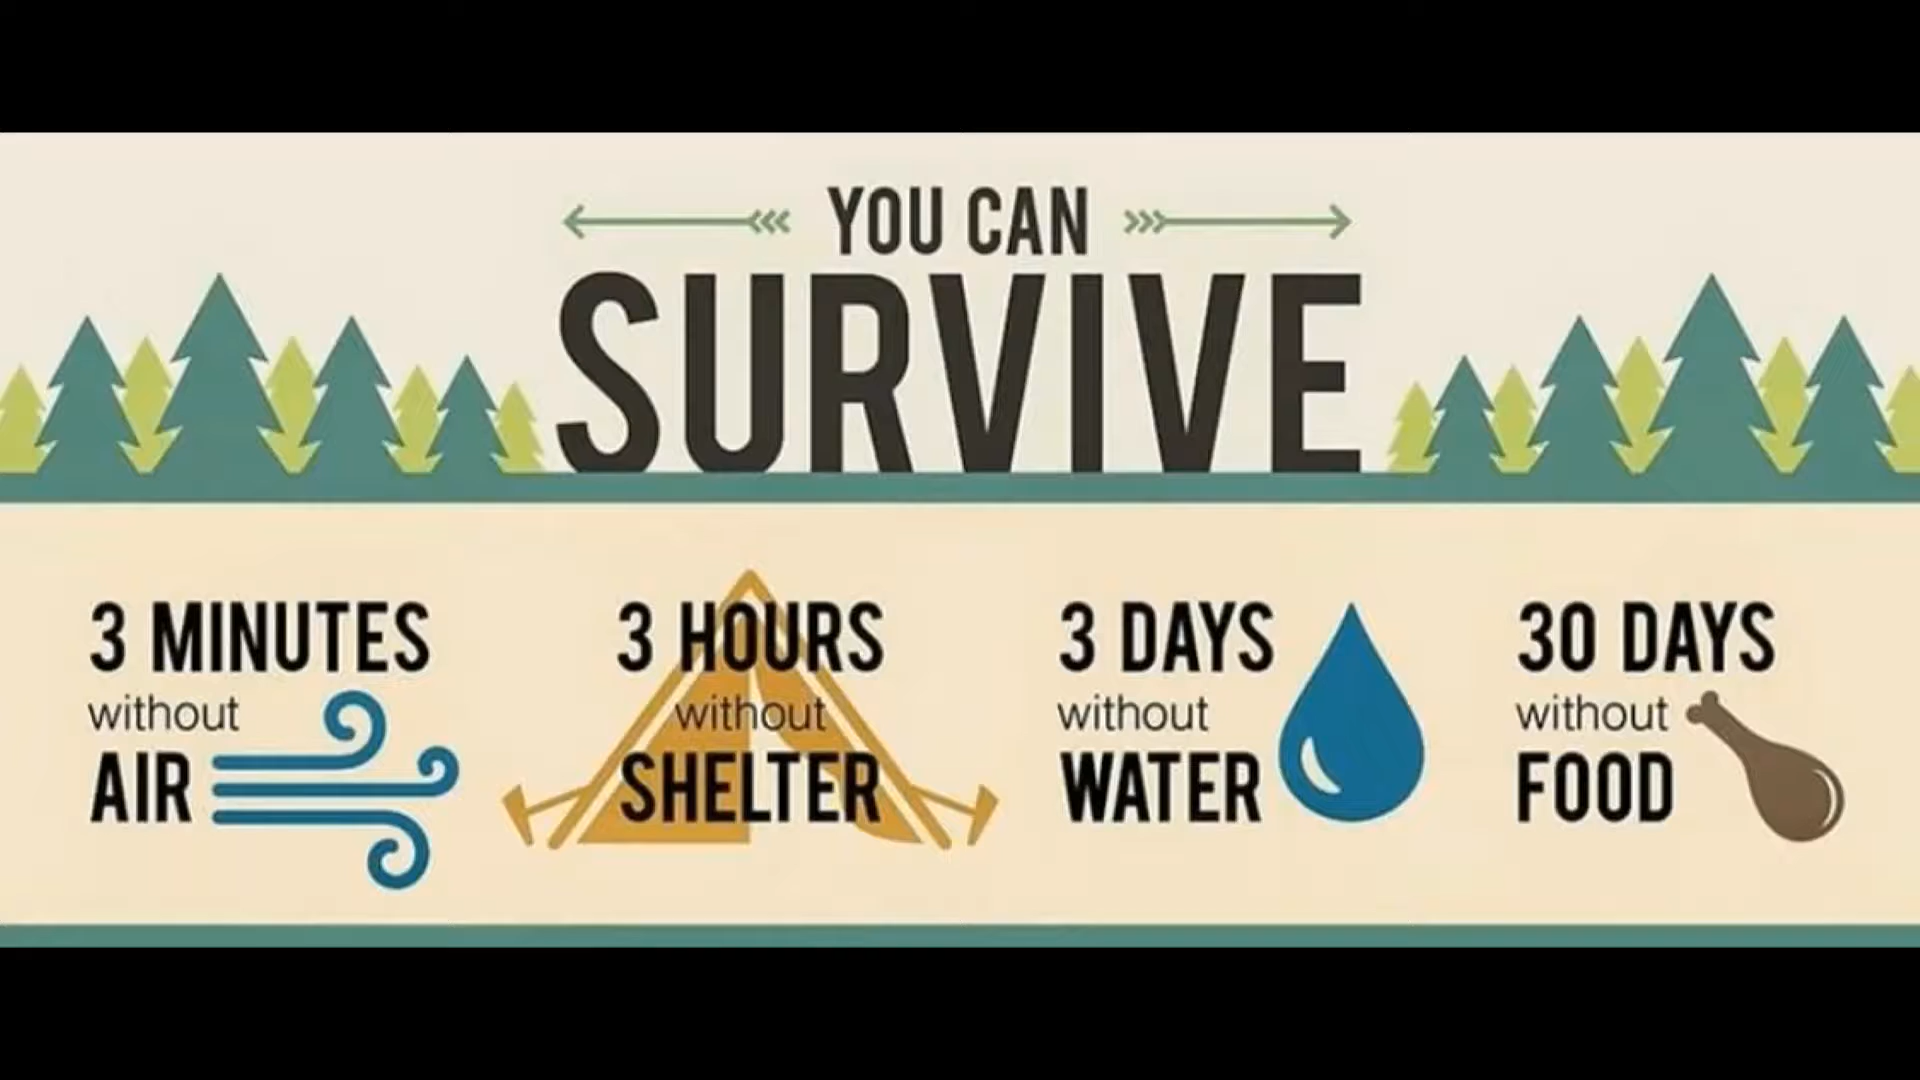 YOU CAN
SURVIVE
3 MINUTES
without
AIR
3 HOURS
without
SHELTER
3 DAYS
without
WATER
30 DAYS
without
FOOD